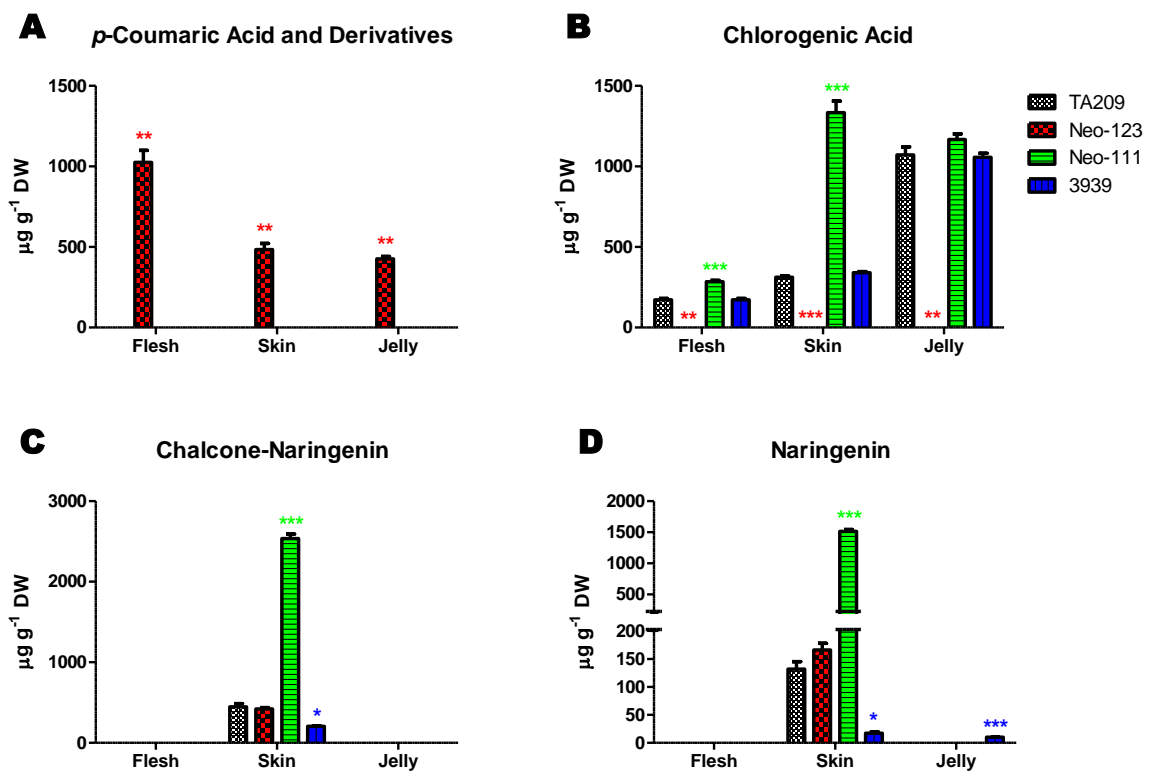 A
p-Coumaric Acid and Derivatives
1500
1000
500
0
µg g-1 DW
**
**
**
Flesh
Skin
Jelly
B
Chlorogenic Acid
1500
1000
500
0
µg g-1 DW
***
**
***
***
**
Flesh
Skin
Jelly
TA209
Neo-123
Neo-111
3939
C
Chalcone-Naringenin
3000
2000
1000
0
µg g-1 DW
***
*
Flesh
Skin
Jelly
D
Naringenin
2000
1500
1000
500
200
150
100
50
0
µg g-1 DW
***
*
***
Flesh
Skin
Jelly